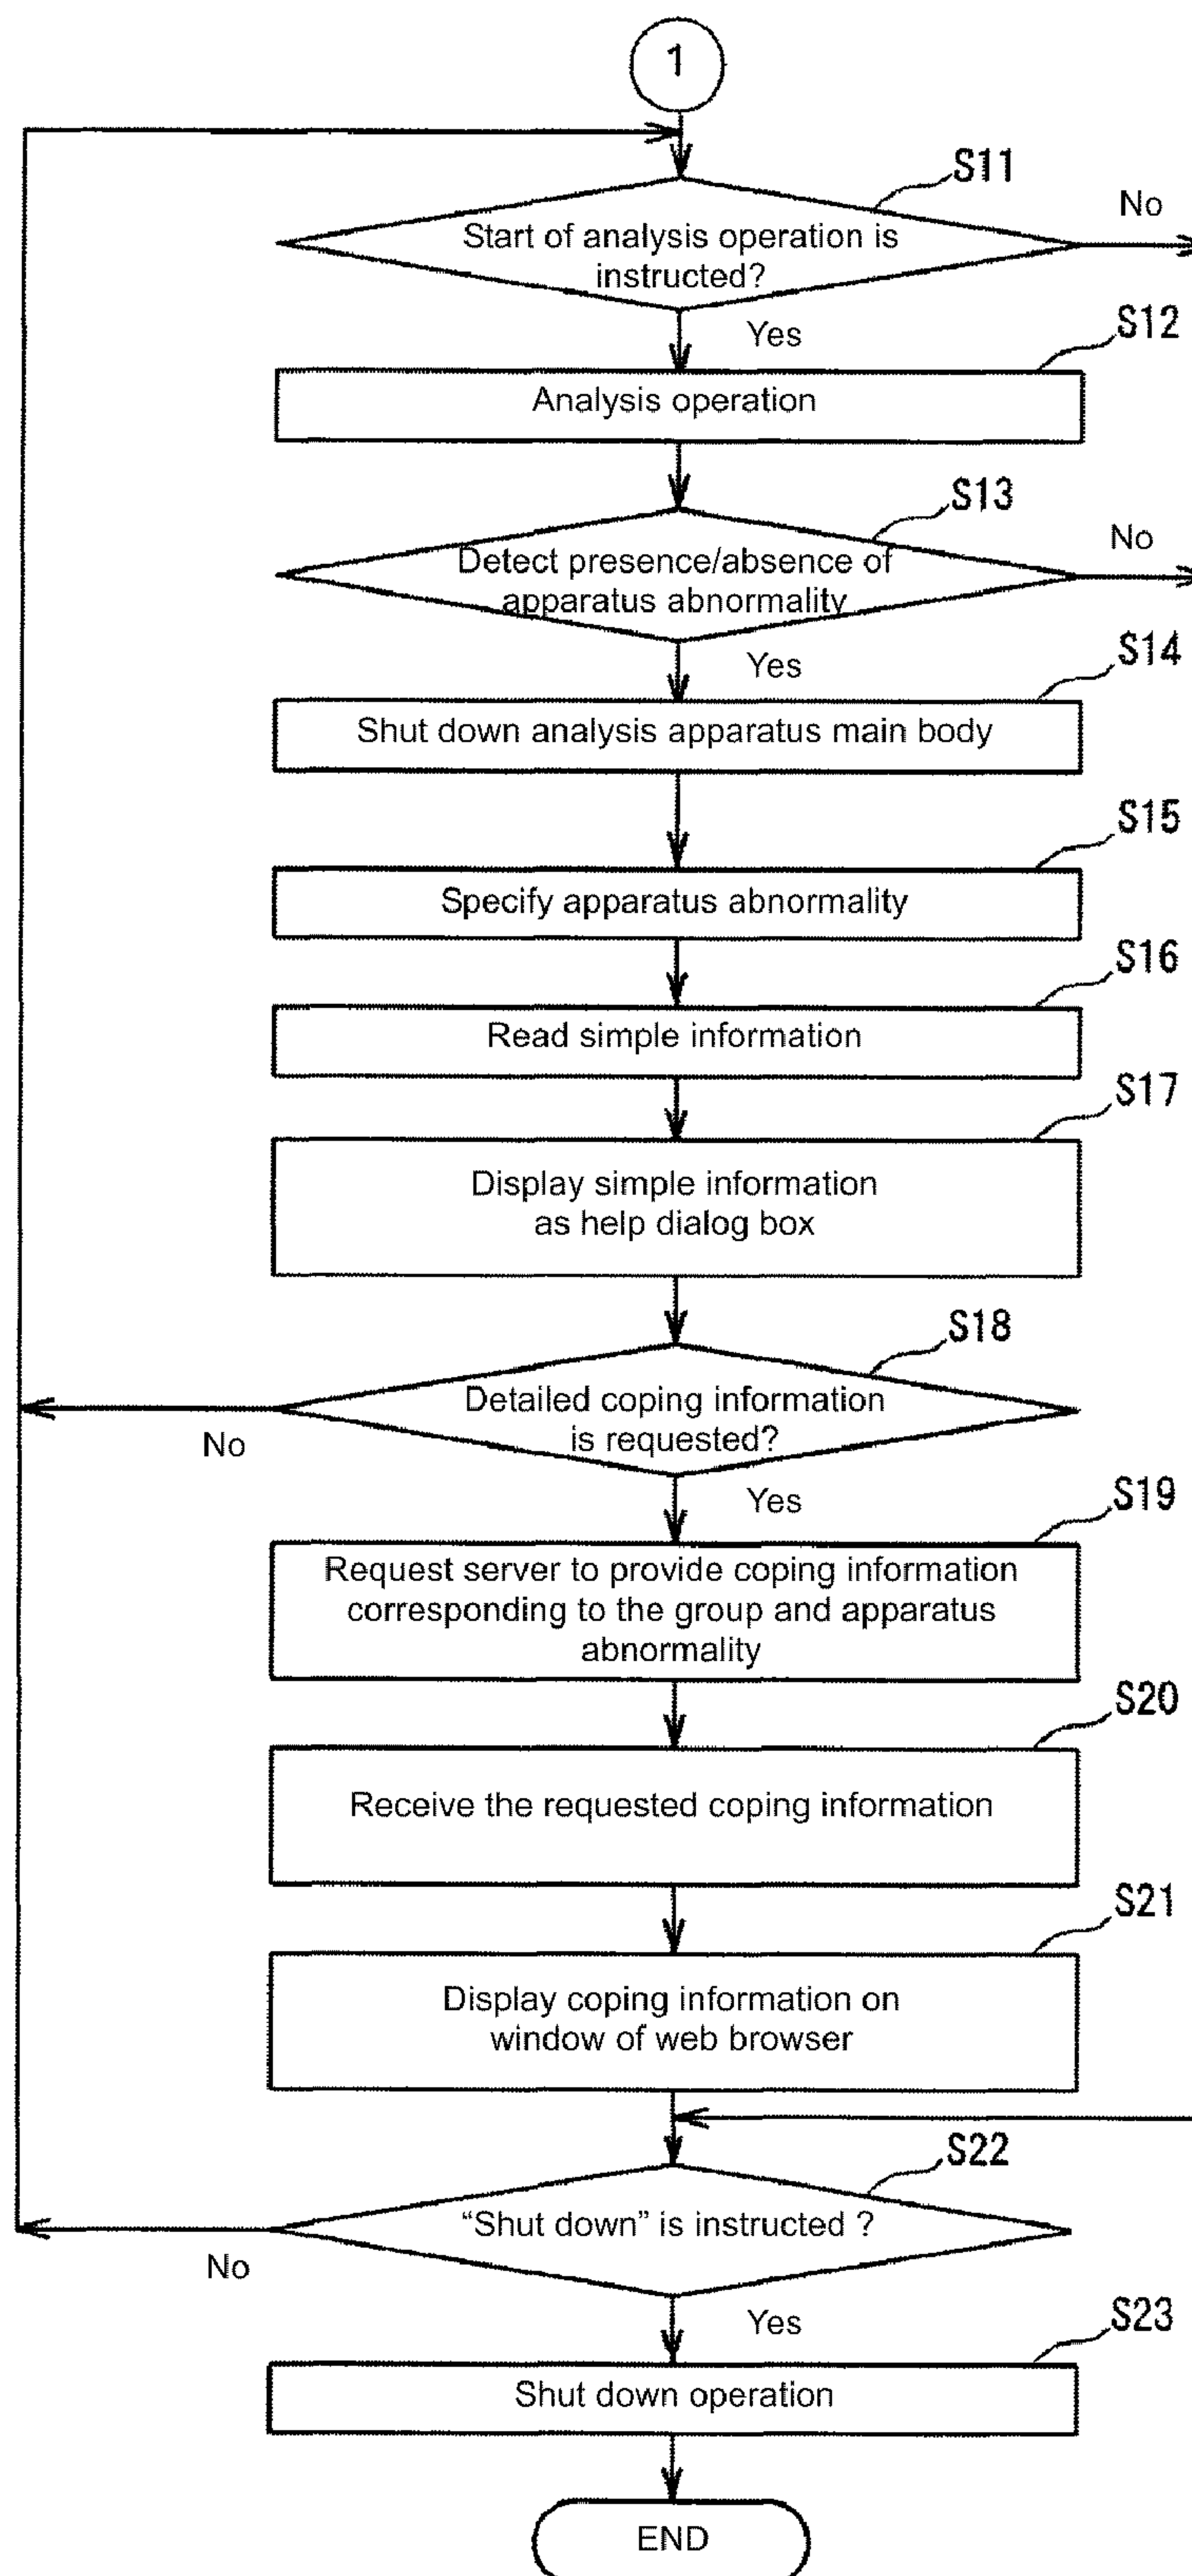 1
S11
No
Start of analysis operation is
instructed?
Yes
S12
Analysis operation
S13
No
Detect presence/absence of
apparatus abnormality
Yes
S14
Shut down analysis apparatus main body
S15
Specify apparatus abnormality
S16
Read simple information
S17
Display simple information
as help dialog box
S18
Detailed coping information
is requested?
No
Yes
S19
Request server to provide coping information
corresponding to the group and apparatus
abnormality
S20
Receive the requested coping information
S21
Display coping information on
window of web browser
S22
“Shut down” is instructed ?
No
Yes
S23
Shut down operation
END